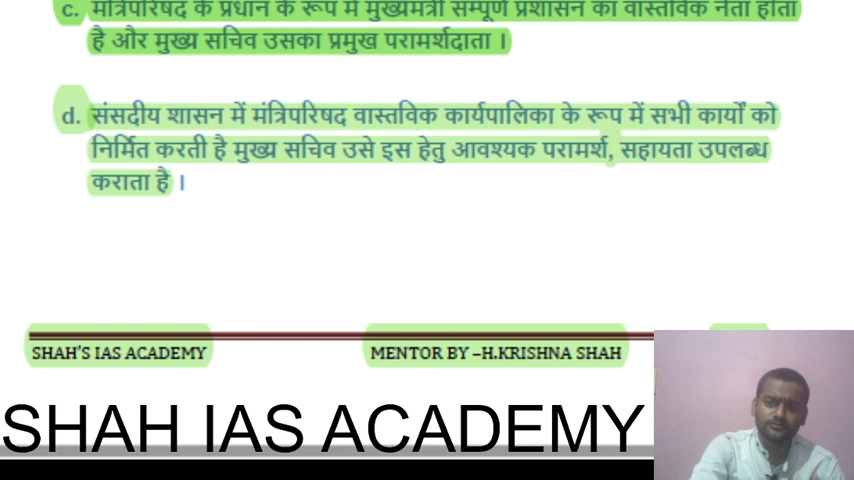 c. मंत्रिपरिषद के प्रधान के रूप में मुख्यमंत्री सम्पूर्ण प्रशासन का वास्तविक नेता होता
है और मुख्य सचिव उसका प्रमुख परामर्शदाता ।
d. संसदीय शासन में मंत्रिपरिषद वास्तविक कार्यपालिका के रूप में सभी कार्यों को
निर्मित करती है मुख्य सचिव उसे इस हेतु आवश्यक परामर्श, सहायता उपलब्ध
कराता है ।
SHAH'S IAS ACADEMY MENTOR BY –H.KRISHNA SHAH
SHAH IAS ACADEMY